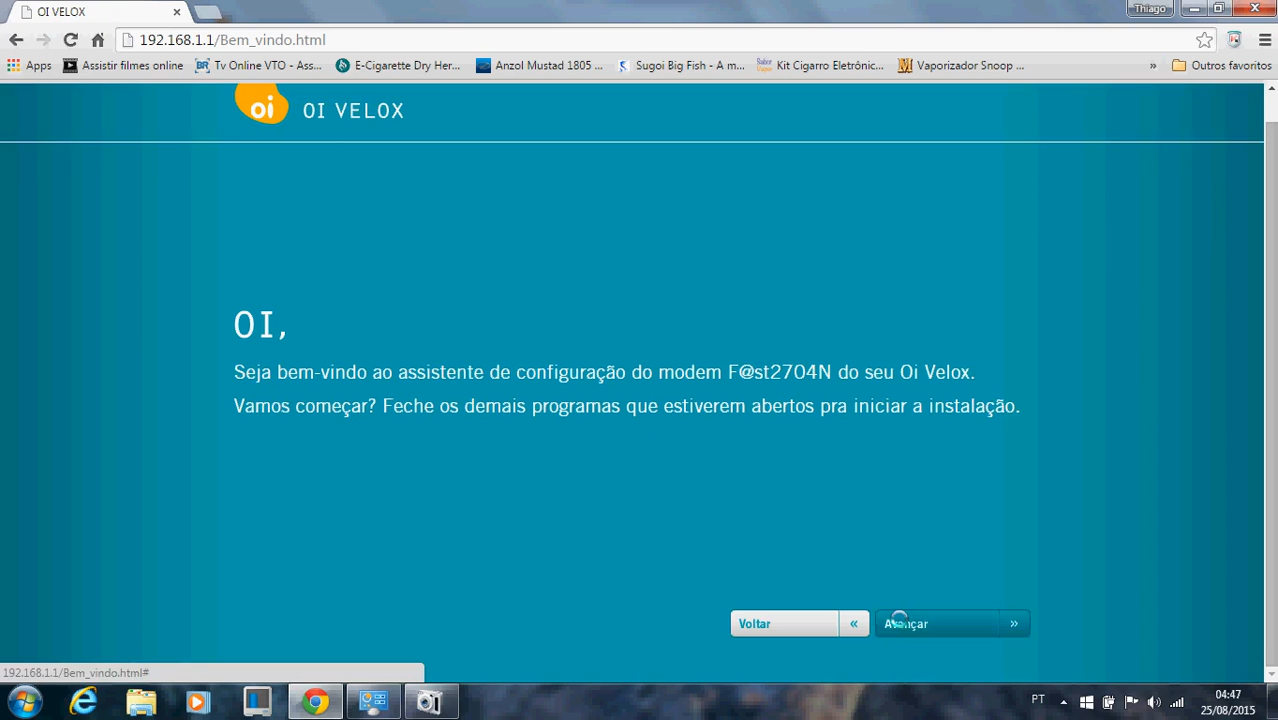 OI VELOX
Thiago
192.168.1.1/Bem_vindo.html
Apps
Assistir filmes online
Tv Online VTO - Ass...
E-Cigarette Dry Her...
Anzol Mustad 1805 ...
Sugoi Big Fish - A m...
Kit Cigarro Eletrônic...
Vaporizador Snoop ...
»
Outros favoritos
oi OI VELOX
OI,
Seja bem-vindo ao assistente de configuração do modem F@st2704N do seu Oi Velox.
Vamos começar? Feche os demais programas que estiverem abertos pra iniciar a instalação.
Voltar «
Avançar »
192.168.1.1/Bem_vindo.html#
PT
04:47
25/08/2015